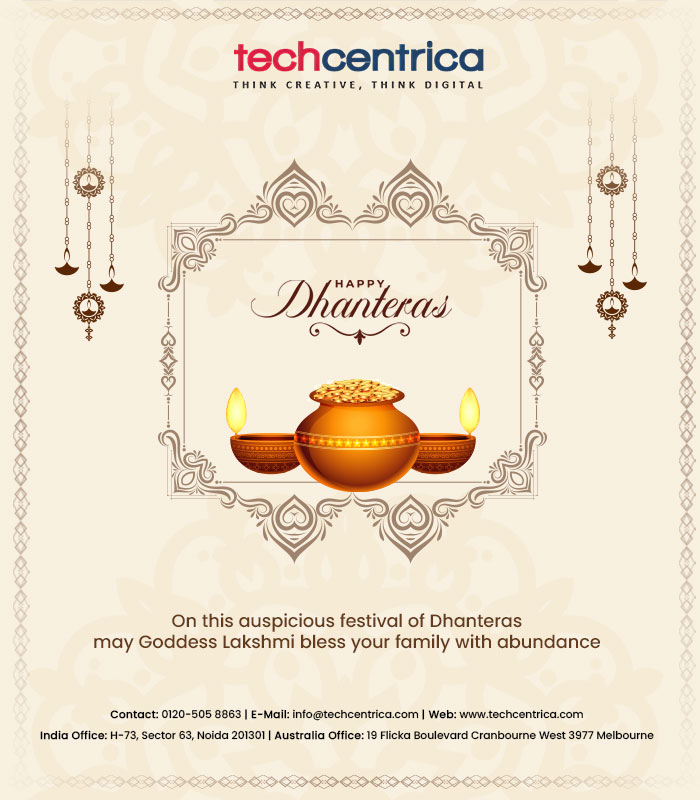 techcentrica
THINK CREATIVE, THINK DIGITAL
HAPPY
Dhanteras
On this auspicious festival of Dhanteras
may Goddess Lakshmi bless your family with abundance
Contact: 0120-505 8863 | E-Mail: info@techcentrica.com | Web: www.techcentrica.com
India Office: H-73, Sector 63, Noida 201301 | Australia Office: 19 Flicka Boulevard Cranbourne West 3977 Melbourne